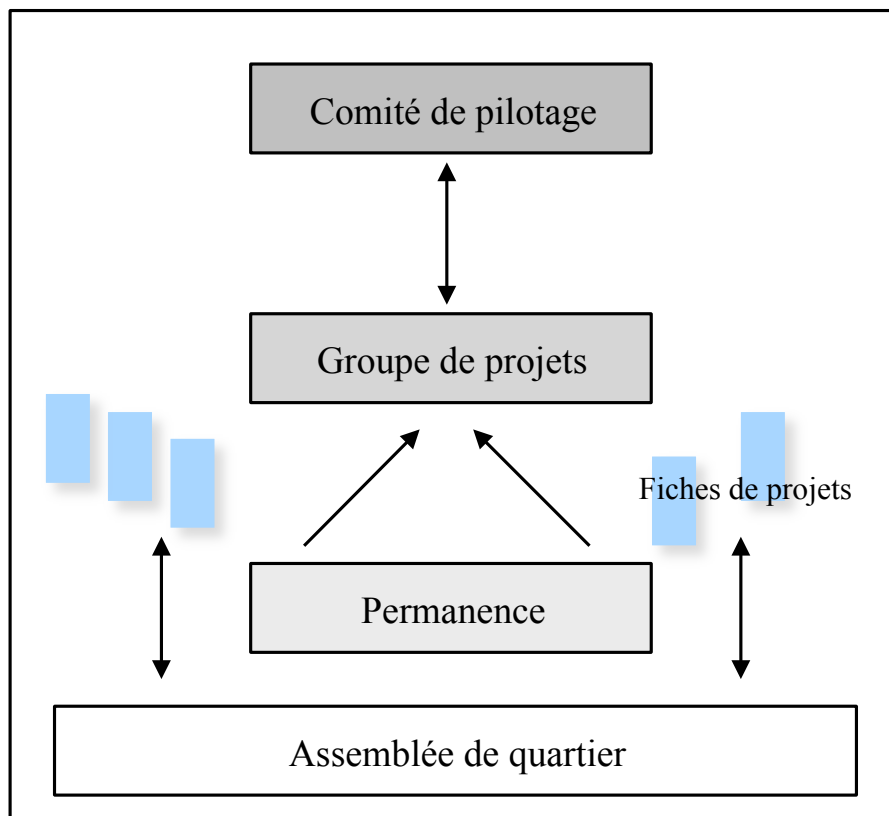 Comité de pilotage
Groupe de projets
Fiches de projets
Permanence
Assemblée de quartier